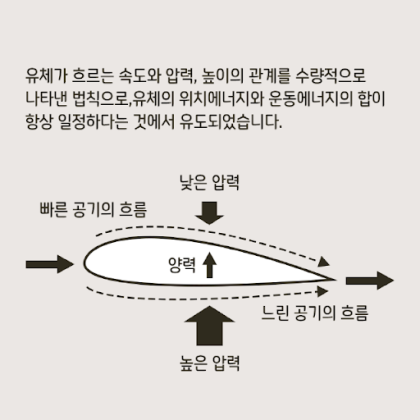 유체가 흐르는 속도와 압력, 높이의 관계를 수량적으로
나타낸 법칙으로,유체의 위치에너지와 운동에너지의 합이
항상 일정하다는 것에서 유도되었습니다.
낮은 압력
빠른 공기의 흐름
양력
느린 공기의 흐름
높은 압력